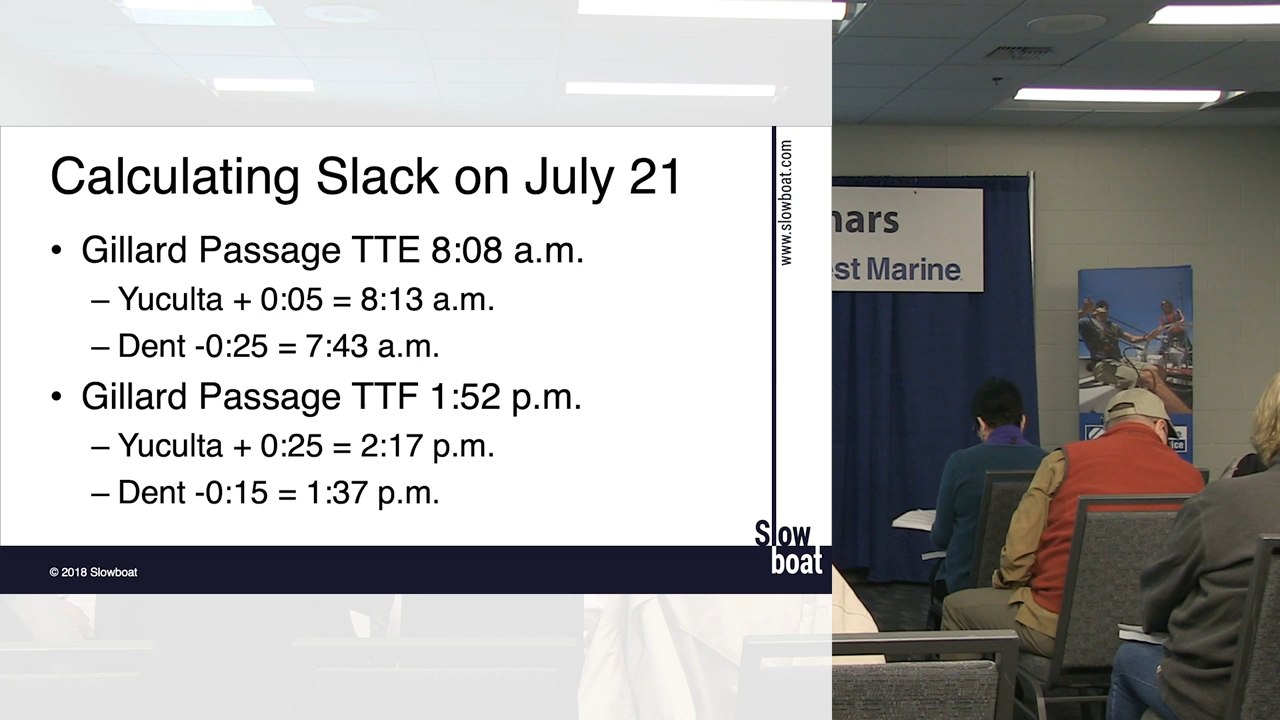 Calculating Slack on July 21
• Gillard Passage TTE 8:08 a.m.
– Yuculta + 0:05 = 8:13 a.m.
– Dent -0:25 = 7:43 a.m.
• Gillard Passage TTF 1:52 p.m.
– Yuculta + 0:25 = 2:17 p.m.
– Dent -0:15 = 1:37 p.m.
www.slowboat.com
Slow
boat
© 2018 Slowboat
nars
est Marine